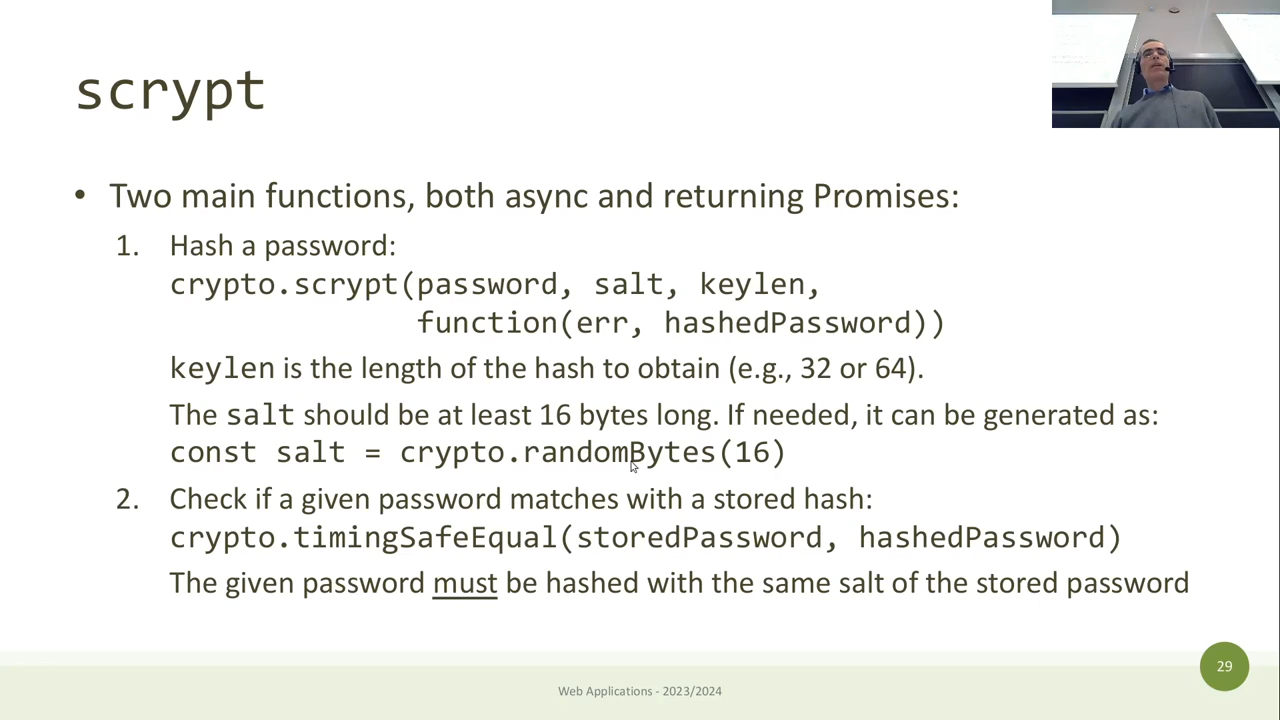 scrypt
• Two main functions, both async and returning Promises:
1. Hash a password:
crypto.scrypt(password, salt, keylen,
function(err, hashedPassword))
keylen is the length of the hash to obtain (e.g., 32 or 64).
The salt should be at least 16 bytes long. If needed, it can be generated as:
const salt = crypto.randomBytes(16)
2. Check if a given password matches with a stored hash:
crypto.timingSafeEqual(storedPassword, hashedPassword)
The given password must be hashed with the same salt of the stored password
29
Web Applications - 2023/2024